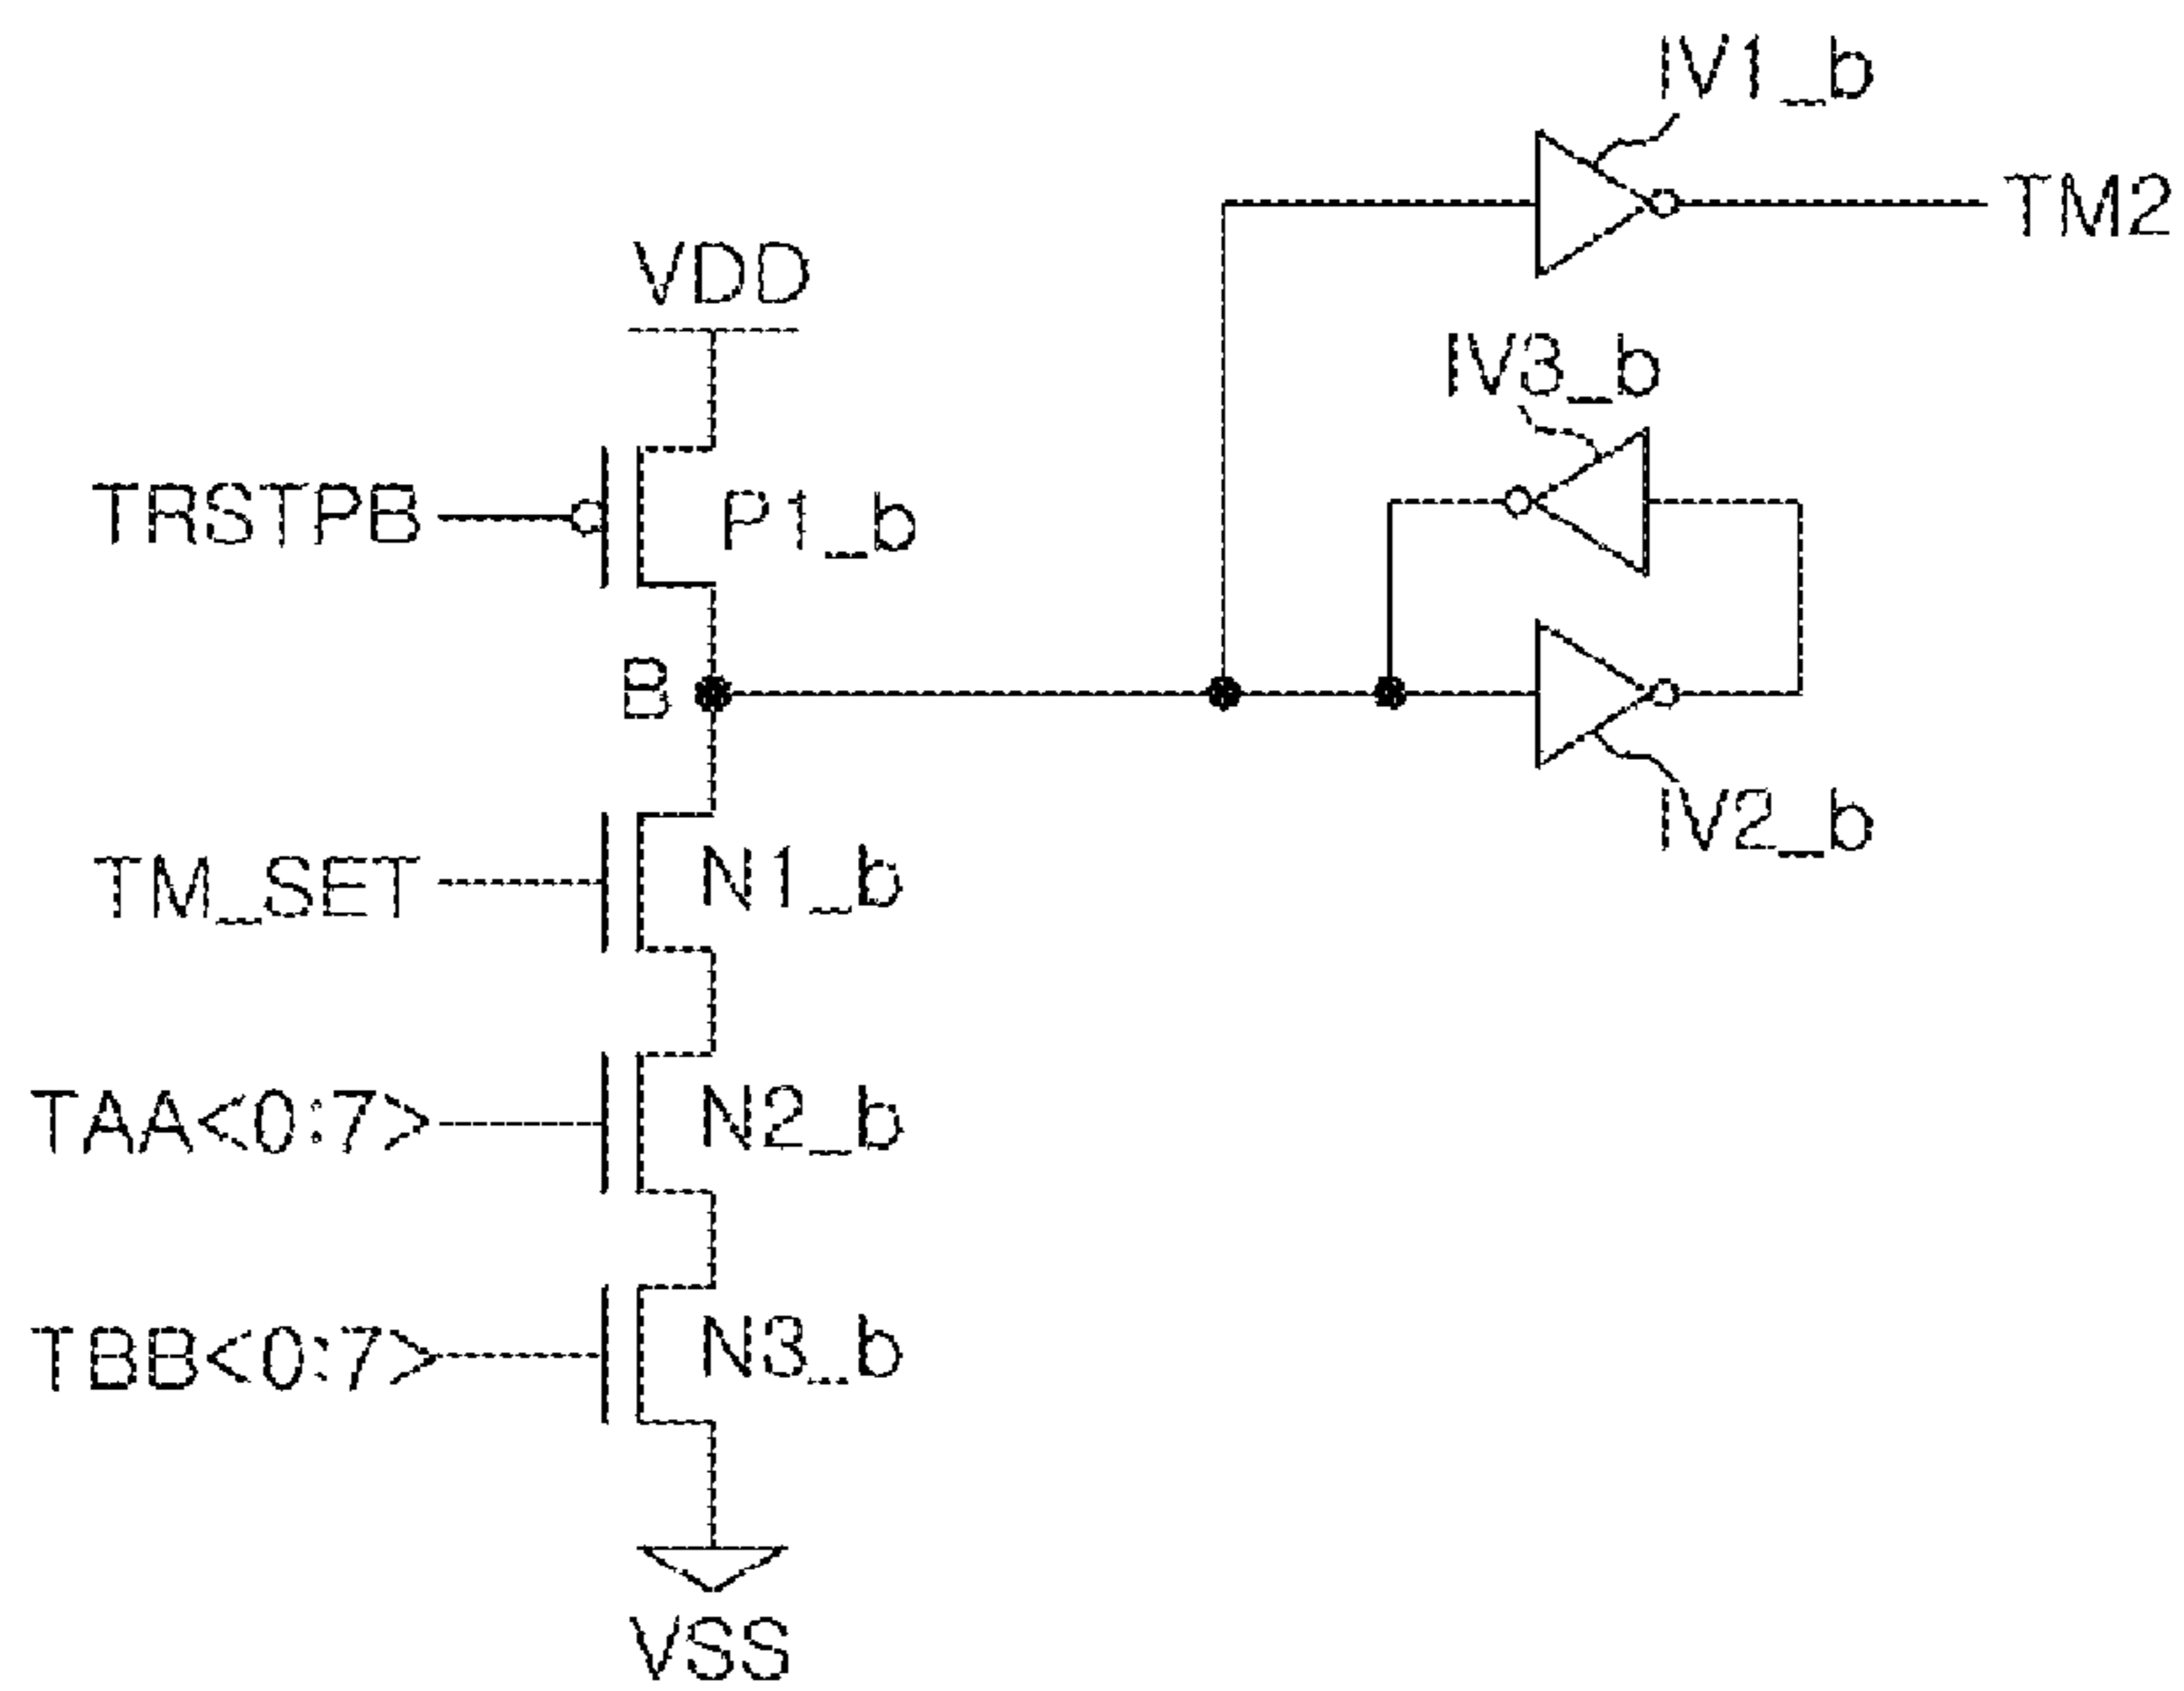 IV1_b
TM2
VDD
IV3_b
TRSTPB
P1_b
B
IV2_b
TM_SET
N1_b
TAA<0:7>
N2_b
TBB<0:7>
N3_b
VSS